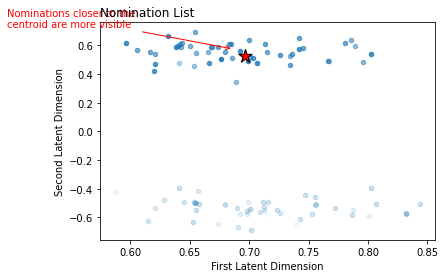 Nomination List
Nominations closer to the
centroid are more visible
0.6
0.4
0.2
0.0
−0.2
−0.4
−0.6
Second Latent Dimension
0.60 0.65 0.70 0.75 0.80 0.85
First Latent Dimension